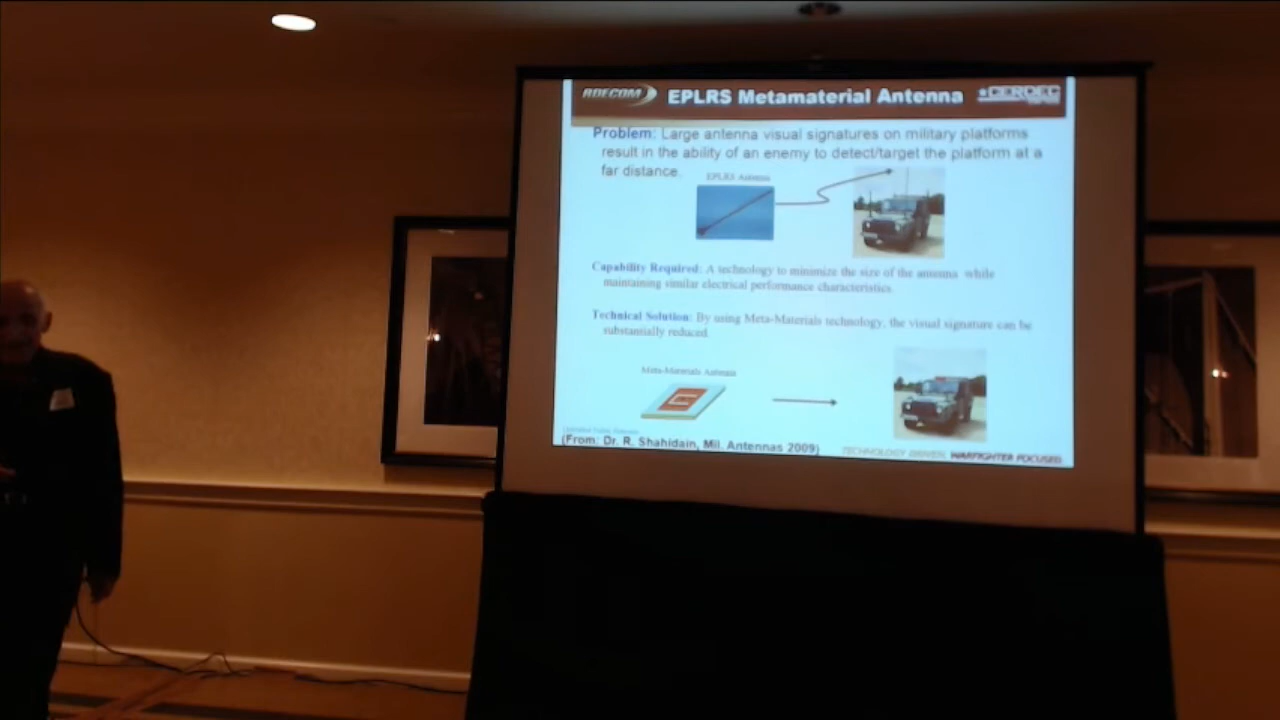 RDECOM EPLRS Metamaterial Antenna CERDEC
Problem: Large antenna visual signatures on military platforms
result in the ability of an enemy to detect/target the platform at a
far distance.
EPLRS Antenna
Capability Required: A technology to minimize the size of the antenna while
maintaining similar electrical performance characteristics.
Technical Solution: By using Meta-Materials technology, the visual signature can be
substantially reduced.
Meta-Materials Antenna
(From: Dr. R. Shahidain, Mil. Antennas 2009)
TECHNOLOGY DRIVEN. WARFIGHTER FOCUSED.